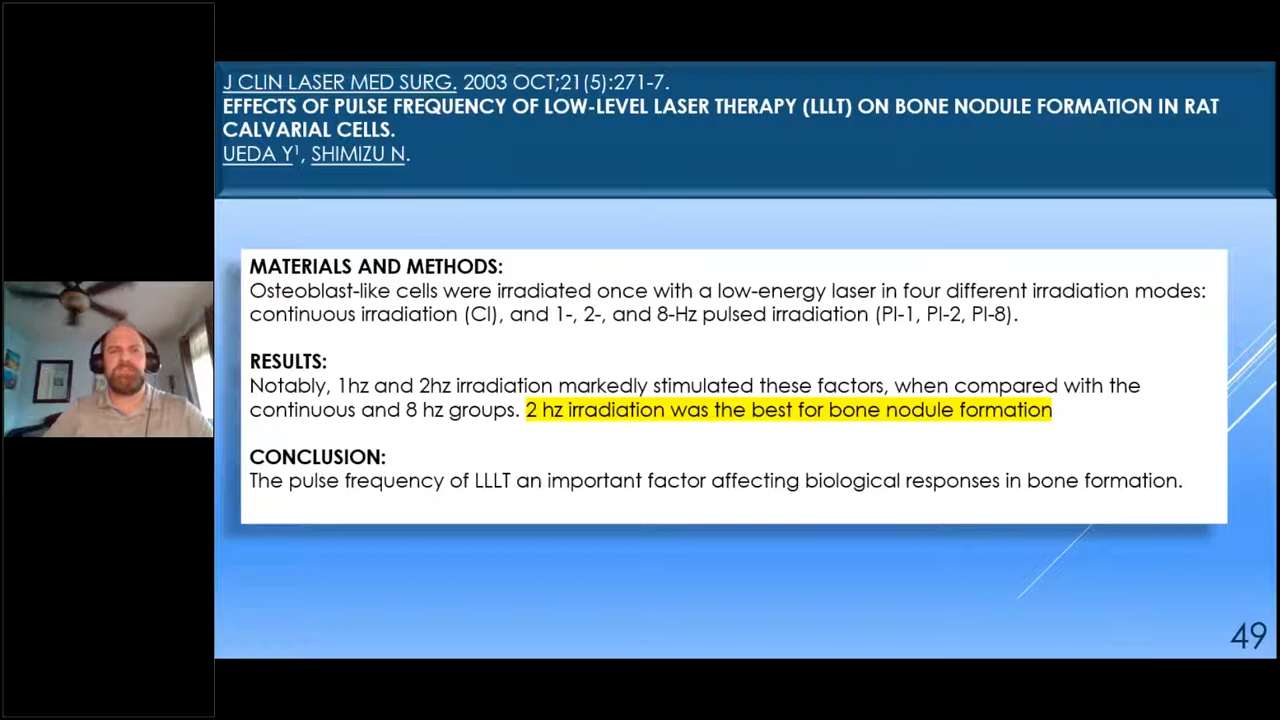 J CLIN LASER MED SURG. 2003 OCT;21(5):271-7.
EFFECTS OF PULSE FREQUENCY OF LOW-LEVEL LASER THERAPY (LLLT) ON BONE NODULE FORMATION IN RAT
CALVARIAL CELLS.
UEDA Y1, SHIMIZU N.
MATERIALS AND METHODS:
Osteoblast-like cells were irradiated once with a low-energy laser in four different irradiation modes:
continuous irradiation (CI), and 1-, 2-, and 8-Hz pulsed irradiation (PI-1, PI-2, PI-8).
RESULTS:
Notably, 1hz and 2hz irradiation markedly stimulated these factors, when compared with the
continuous and 8 hz groups. 2 hz irradiation was the best for bone nodule formation
CONCLUSION:
The pulse frequency of LLLT an important factor affecting biological responses in bone formation.
49